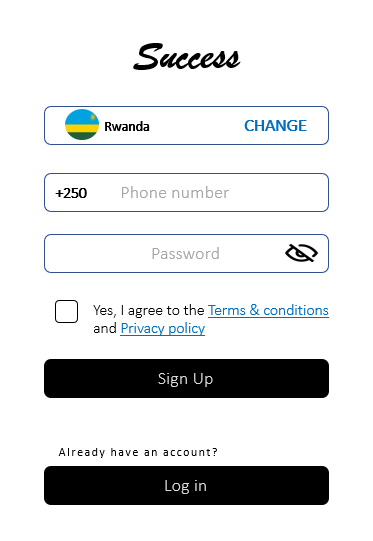 Success
Rwanda CHANGE
+250 Phone number
Password
Yes, I agree to the Terms & conditions
and Privacy policy
Sign Up
Already have an account?
Log in